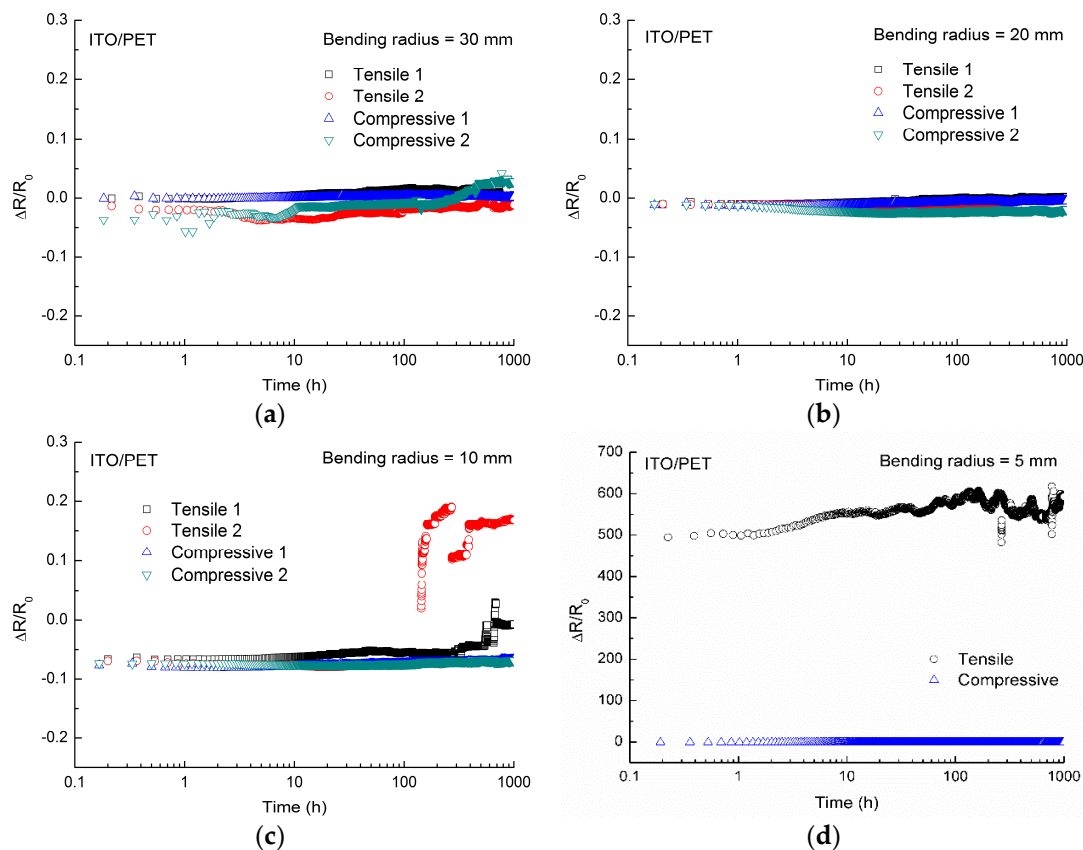 0.3
0.2
0.1
0.0
-0.1
-0.2
ΔR/R0
ITO/PET
Bending radius = 30 mm
Tensile 1
Tensile 2
Compressive 1
Compressive 2
0.1 1 10 100 1000
Time (h)
(a)
0.3
0.2
0.1
0.0
-0.1
-0.2
ΔR/R0
ITO/PET
Bending radius = 20 mm
Tensile 1
Tensile 2
Compressive 1
Compressive 2
0.1 1 10 100 1000
Time (h)
(b)
0.3
0.2
0.1
0.0
-0.1
-0.2
ΔR/R0
ITO/PET
Bending radius = 10 mm
Tensile 1
Tensile 2
Compressive 1
Compressive 2
0.1 1 10 100 1000
Time (h)
(c)
700
600
550
500
400
300
250
200
100
50
0
ΔR/R0
ITO/PET
Bending radius = 5 mm
Tensile
Compressive
0.1 1 10 100 1000
Time (h)
(d)